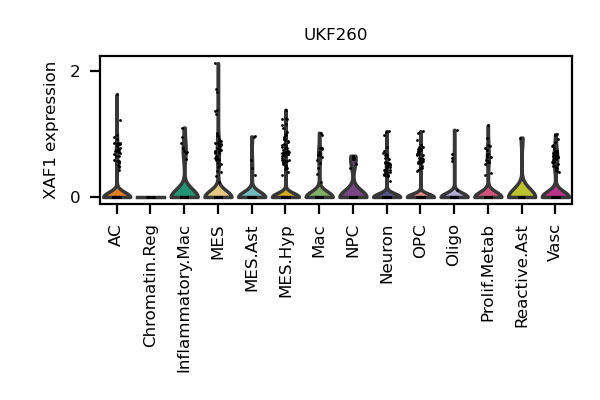 UKF260
XAF1 expression
2
0
AC
Chromatin.Reg
Inflammatory.Mac
MES
MES.Ast
MES.Hyp
Mac
NPC
Neuron
OPC
Oligo
Prolif.Metab
Reactive.Ast
Vasc